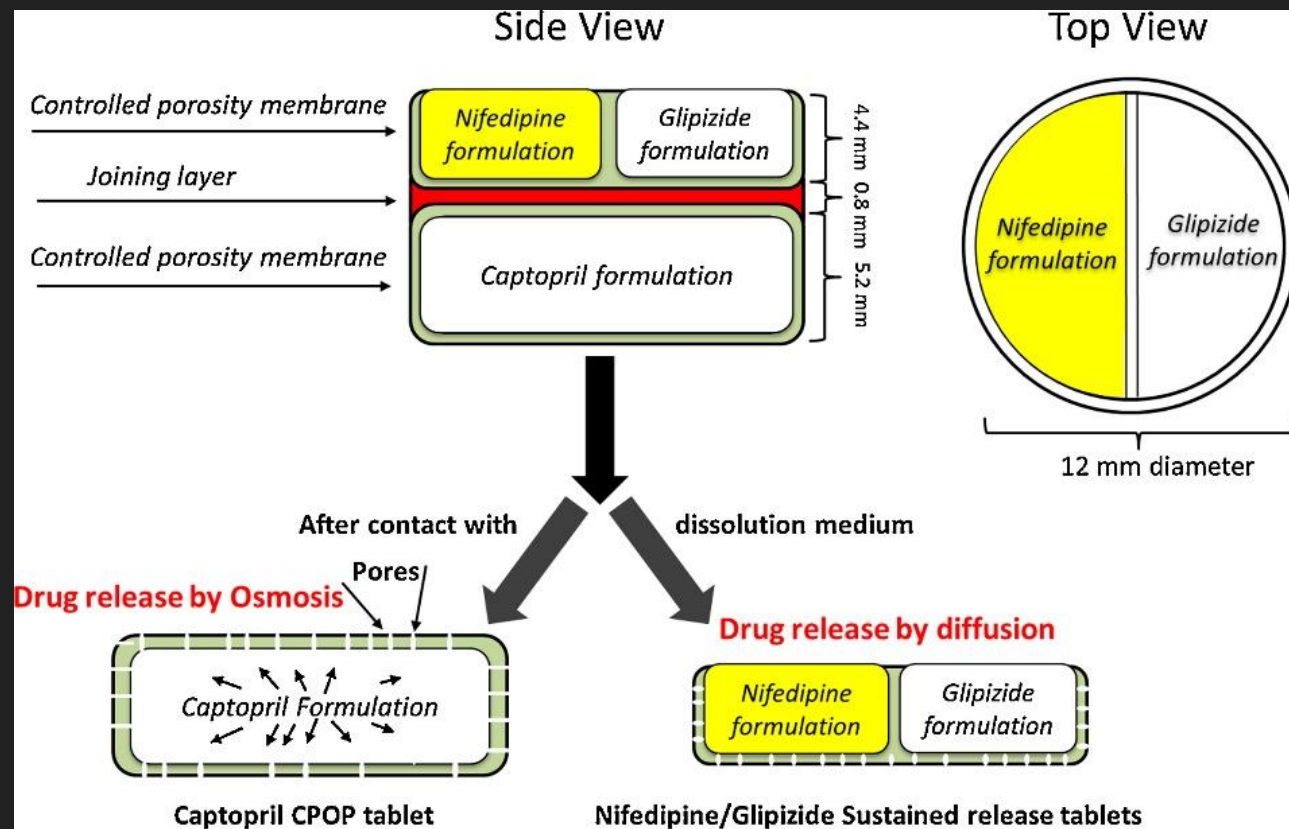 Side View
Top View
Controlled porosity membrane
Joining layer
Controlled porosity membrane
Nifedipine
formulation
Glipizide
formulation
Captopril formulation
4.4 mm
0.8 mm
5.2 mm
Nifedipine
formulation
Glipizide
formulation
12 mm diameter
After contact with
dissolution medium
Pores
Drug release by Osmosis
Captopril Formulation
Captopril CPOP tablet
Drug release by diffusion
Nifedipine
formulation
Glipizide
formulation
Nifedipine/Glipizide Sustained release tablets